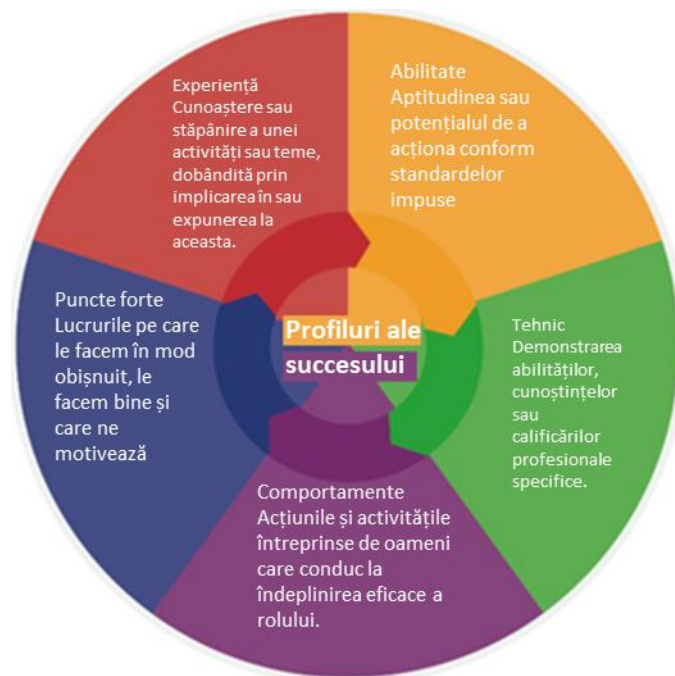 Experiență
Cunoaștere sau
stăpânire a unei
activități sau teme,
dobândită prin
implicarea în sau
expunerea la
aceasta.
Abilitate
Aptitudinea sau
potențialul de a
acționa conform
standardelor
impuse
Puncte forte
Lucrurile pe care
le facem în mod
obișnuit, le
facem bine și
care ne
motivează
Profiluri ale
succesului
Tehnic
Demonstrarea
abilităților,
cunoștințelor
sau
calificărilor
profesionale
specifice.
Comportamente
Acțiunile și activitățile
întreprinse de oameni
care conduc la
îndeplinirea eficace a
rolului.